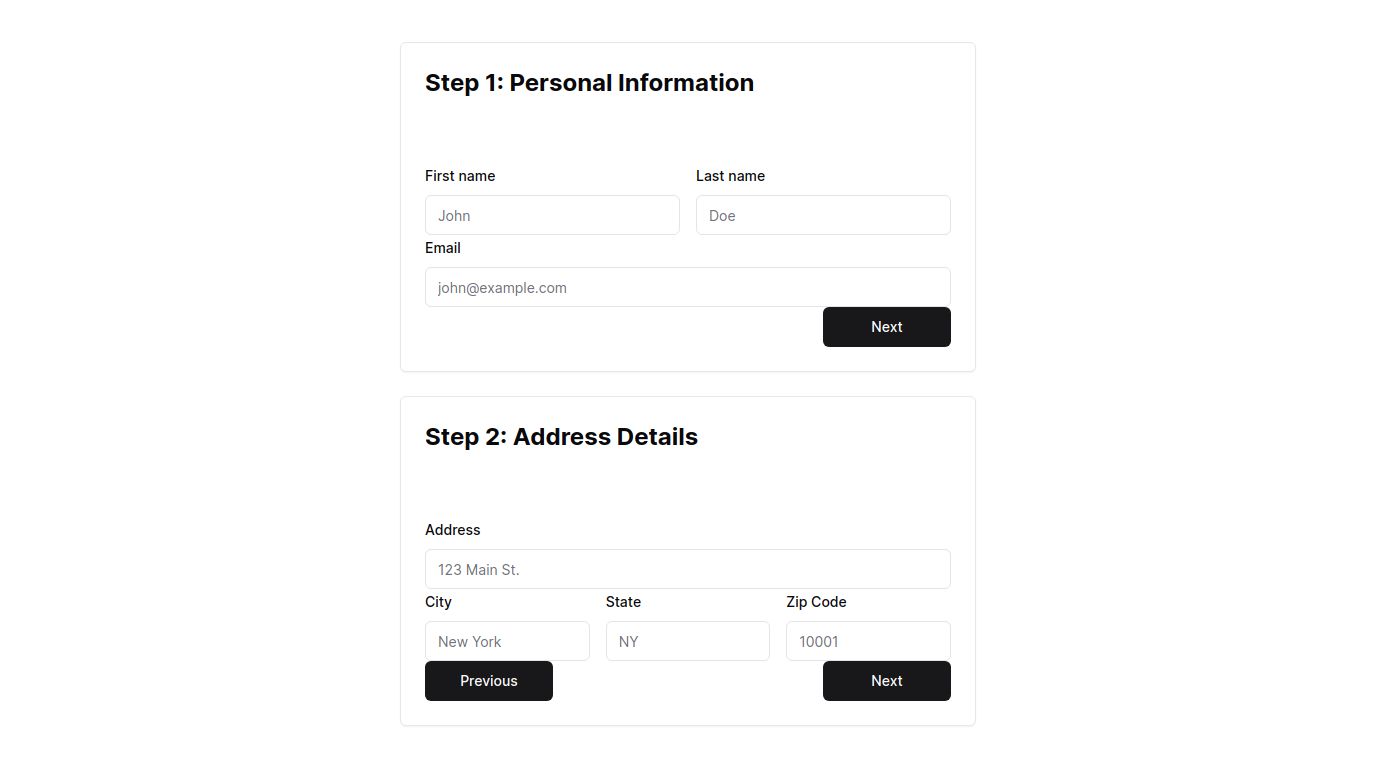 Step 1: Personal Information
First name Last name
John Doe
Email
john@example.com
Next
Step 2: Address Details
Address
123 Main St.
City State Zip Code
New York NY 10001
Previous Next